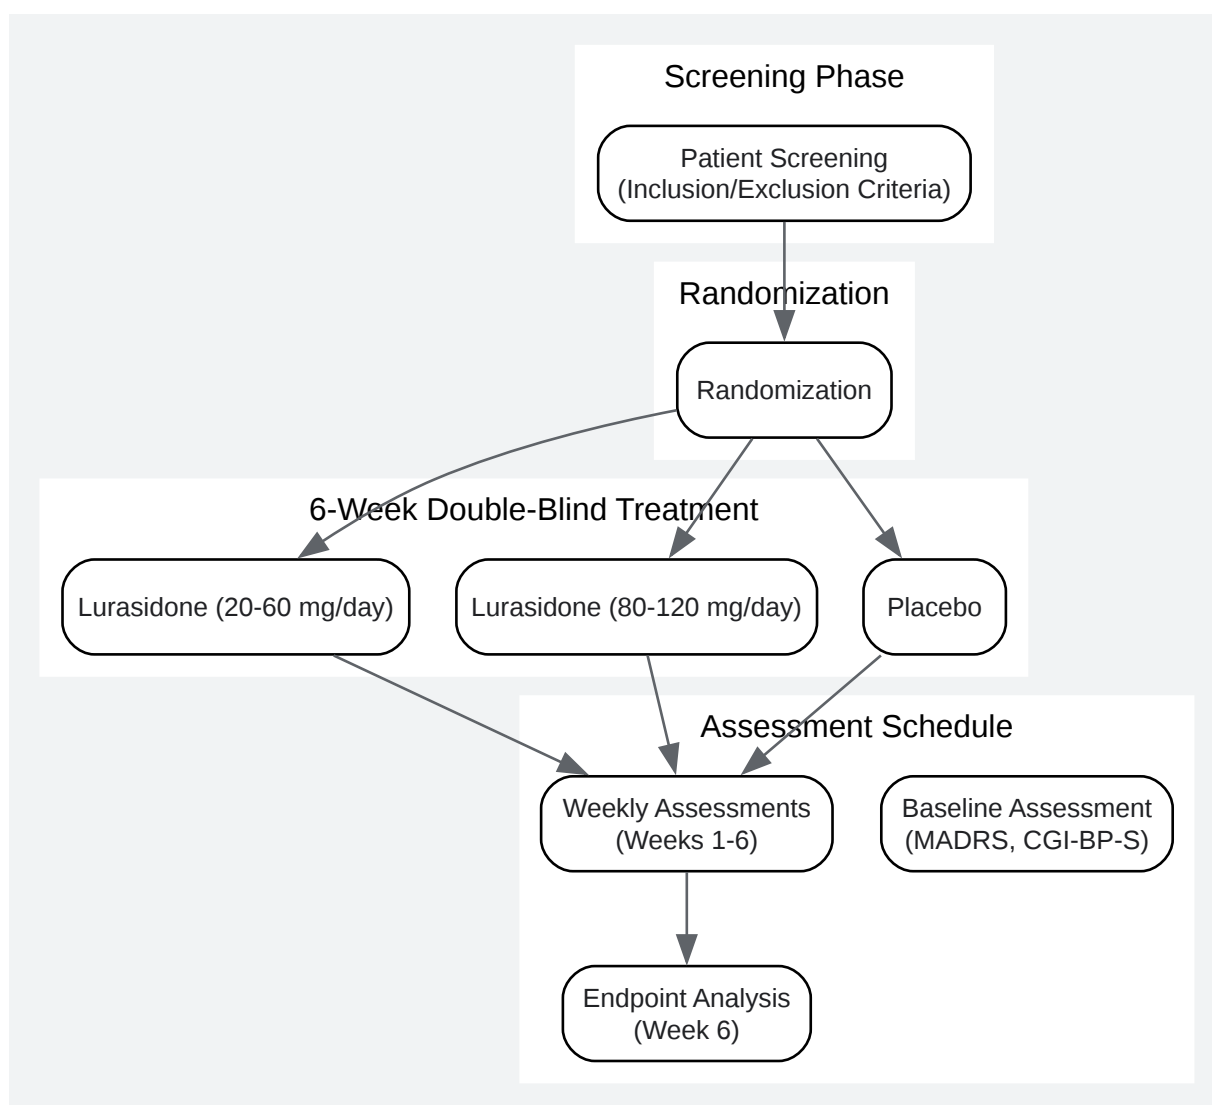 Screening Phase
Patient Screening
(Inclusion/Exclusion Criteria)
Randomization
Randomization
6-Week Double-Blind Treatment
Lurasidone (20-60 mg/day)
Lurasidone (80-120 mg/day)
Placebo
Assessment Schedule
Weekly Assessments
(Weeks 1-6)
Baseline Assessment
(MADRS, CGI-BP-S)
Endpoint Analysis
(Week 6)